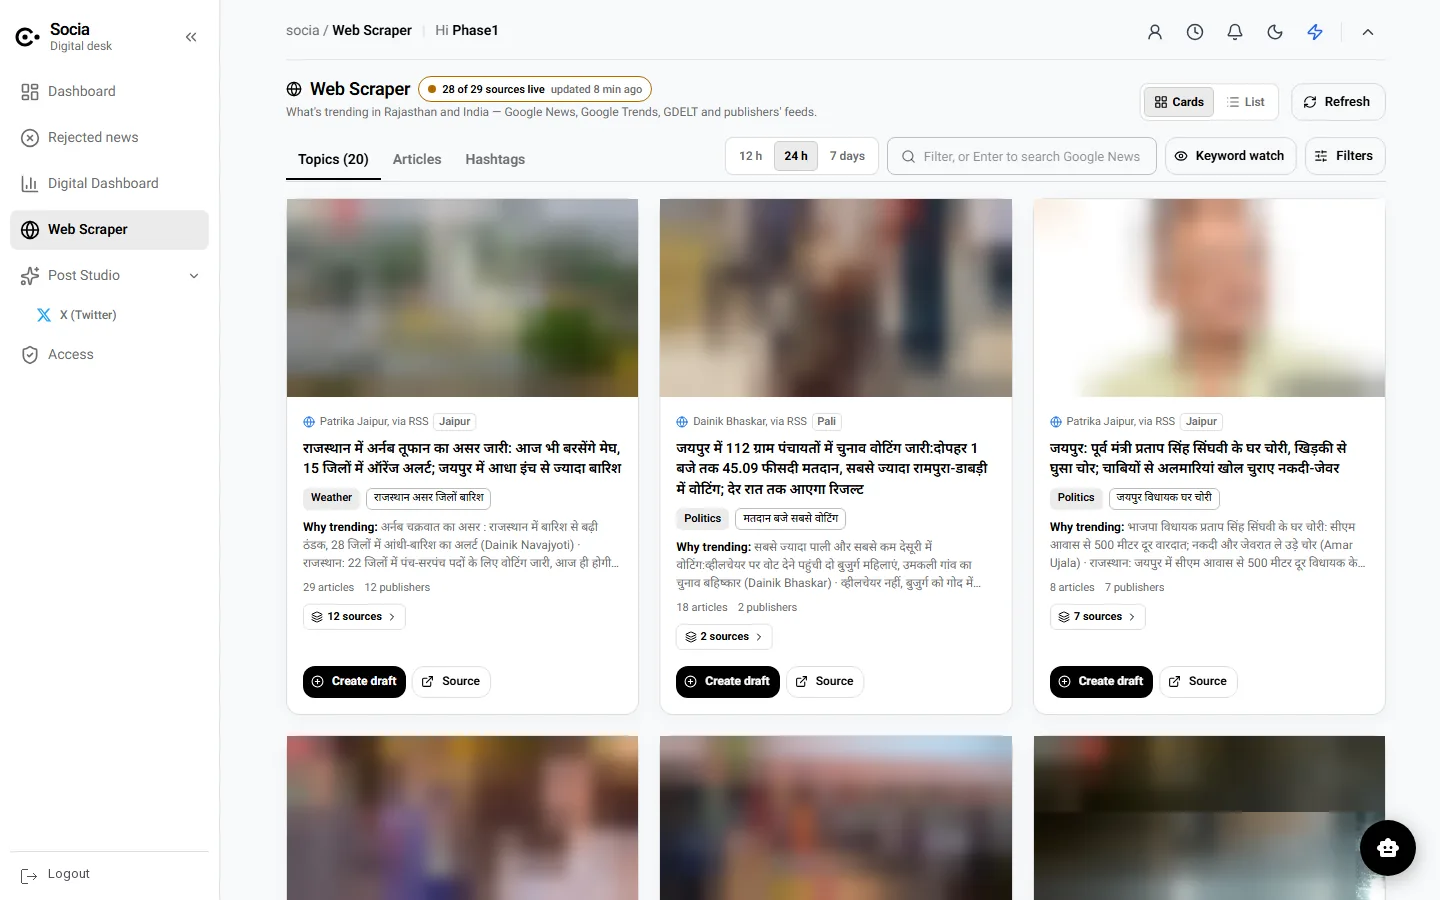 Socia
Digital desk
Dashboard
Rejected news
Digital Dashboard
Web Scraper
Post Studio
X (Twitter)
Access
Logout
socia / Web Scraper
Hi Phase1
Web Scraper
28 of 29 sources live updated 8 min ago
What's trending in Rajasthan and India — Google News, Google Trends, GDELT and publishers' feeds.
Cards
List
Refresh
Topics (20)
Articles
Hashtags
12 h
24 h
7 days
Filter, or Enter to search Google News
Keyword watch
Filters
Patrika Jaipur, via RSS
Jaipur
राजस्थान में अर्नब तूफान का असर जारी: आज भी बरसेंगे मेघ,
15 जिलों में ऑरेंज अलर्ट; जयपुर में आधा इंच से ज्यादा बारिश
Weather
राजस्थान असर जिलों बारिश
Why trending: अर्नब चक्रवात का असर : राजस्थान में बारिश से बढ़ी
ठंडक, 28 जिलों में आंधी-बारिश का अलर्ट (Dainik Navajyoti) ·
राजस्थान: 22 जिलों में पंच-सरपंच पदों के लिए वोटिंग जारी, आज ही होगी...
29 articles
12 publishers
12 sources
Create draft
Source
Dainik Bhaskar, via RSS
Pali
जयपुर में 112 ग्राम पंचायतों में चुनाव वोटिंग जारी:दोपहर 1
बजे तक 45.09 फीसदी मतदान, सबसे ज्यादा रामपुरा-डाबड़ी
में वोटिंग; देर रात तक आएगा रिजल्ट
Politics
मतदान बजे सबसे वोटिंग
Why trending: सबसे ज्यादा पाली और सबसे कम देसूरी में
वोटिंग:व्हीलचेयर पर वोट देने पहुंची दो बुजुर्ग महिलाएं, उमकली गांव का
चुनाव बहिष्कार (Dainik Bhaskar) · व्हीलचेयर नहीं, बुजुर्ग को गोद में...
18 articles
2 publishers
2 sources
Create draft
Source
Patrika Jaipur, via RSS
Jaipur
जयपुर: पूर्व मंत्री प्रताप सिंह सिंघवी के घर चोरी, खिड़की से
घुसा चोर; चाबियों से अलमारियां खोल चुराए नकदी-जेवर
Politics
जयपुर विधायक घर चोरी
Why trending: भाजपा विधायक प्रताप सिंह सिंघवी के घर चोरी: सीएम
आवास से 500 मीटर दूर वारदात; नकदी और जेवरात ले उड़े चोर (Amar
Ujala) · राजस्थान: जयपुर में सीएम आवास से 500 मीटर दूर विधायक के...
8 articles
7 publishers
7 sources
Create draft
Source